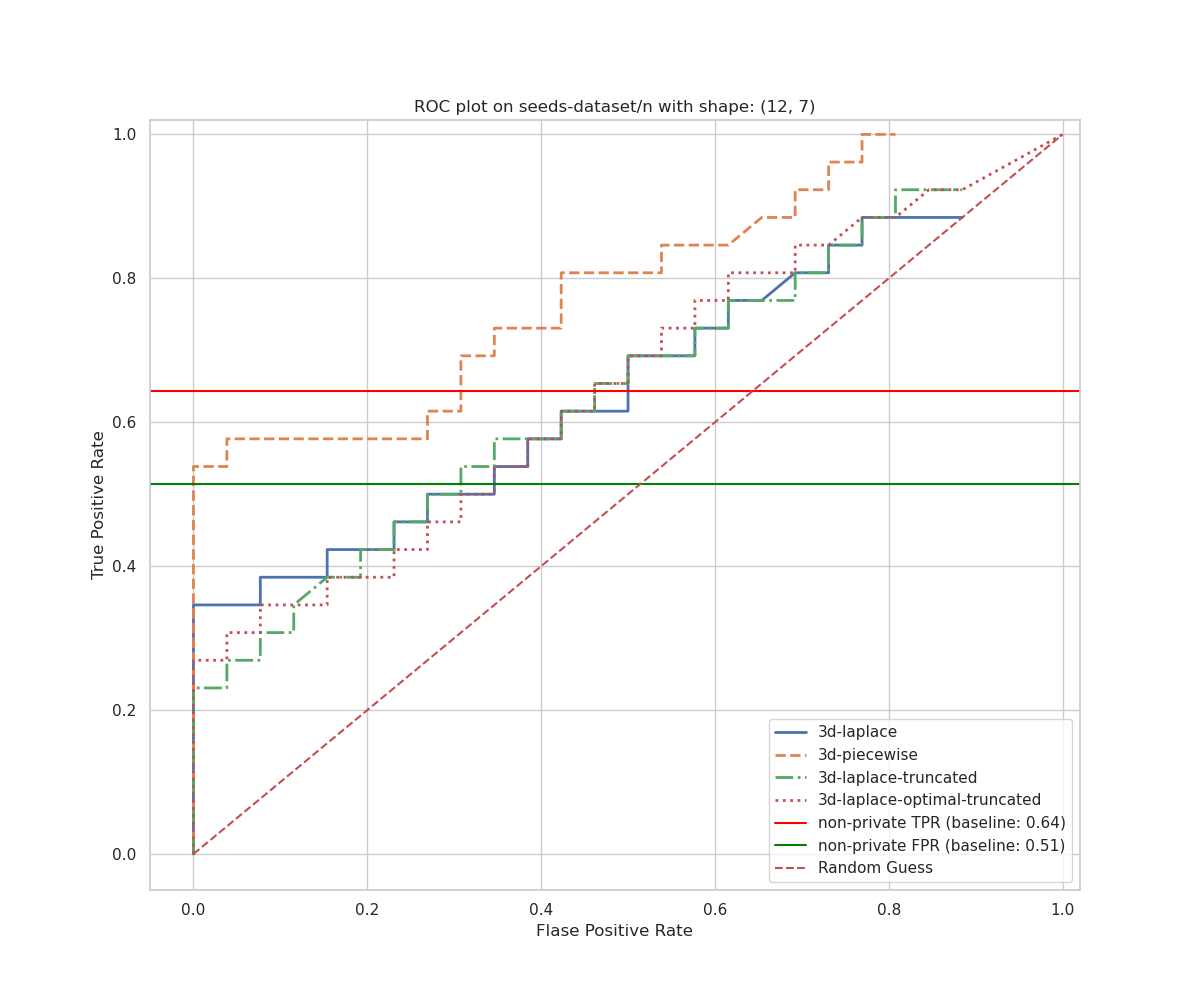 ROC plot on seeds-dataset/n with shape: (12, 7)
1.0
0.8
0.6
0.4
0.2
0.0
True Positive Rate
0.0 0.2 0.4 0.6 0.8 1.0
Flase Positive Rate
3d-laplace
3d-piecewise
3d-laplace-truncated
3d-laplace-optimal-truncated
non-private TPR (baseline: 0.64)
non-private FPR (baseline: 0.51)
Random Guess